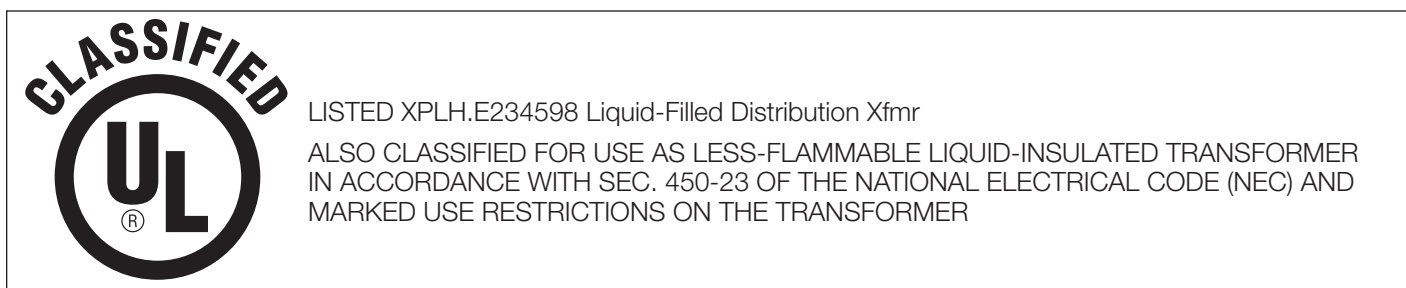 CLASSIFIED
UL
®
LISTED XPLH.E234598 Liquid-Filled Distribution Xfmr
ALSO CLASSIFIED FOR USE AS LESS-FLAMMABLE LIQUID-INSULATED TRANSFORMER
IN ACCORDANCE WITH SEC. 450-23 OF THE NATIONAL ELECTRICAL CODE (NEC) AND
MARKED USE RESTRICTIONS ON THE TRANSFORMER